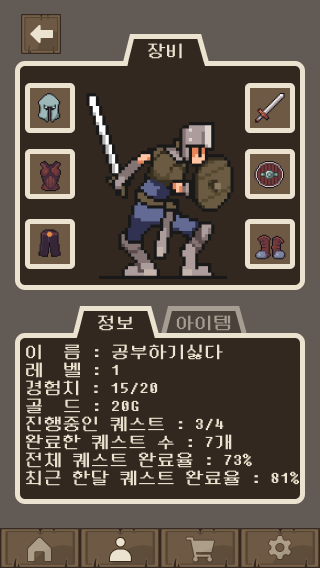 장비
정보 아이템
이 름 : 공부하기싫다
레 벨 : 1
경험치 : 15/20
골 드 : 20G
진행중인 퀘스트 : 3/4
완료한 퀘스트 수 : 7개
전체 퀘스트 완료율 : 73%
최근 한달 퀘스트 완료율 : 81%